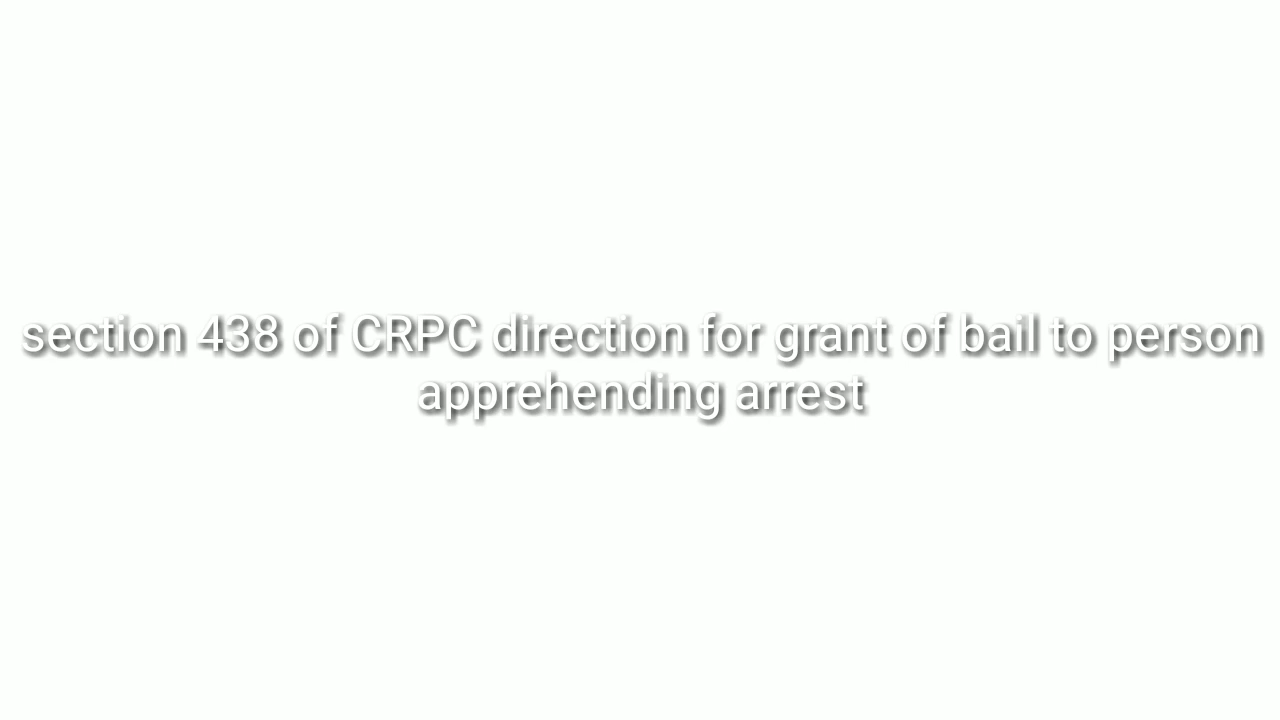 section 438 of CRPC direction for grant of bail to person
apprehending arrest